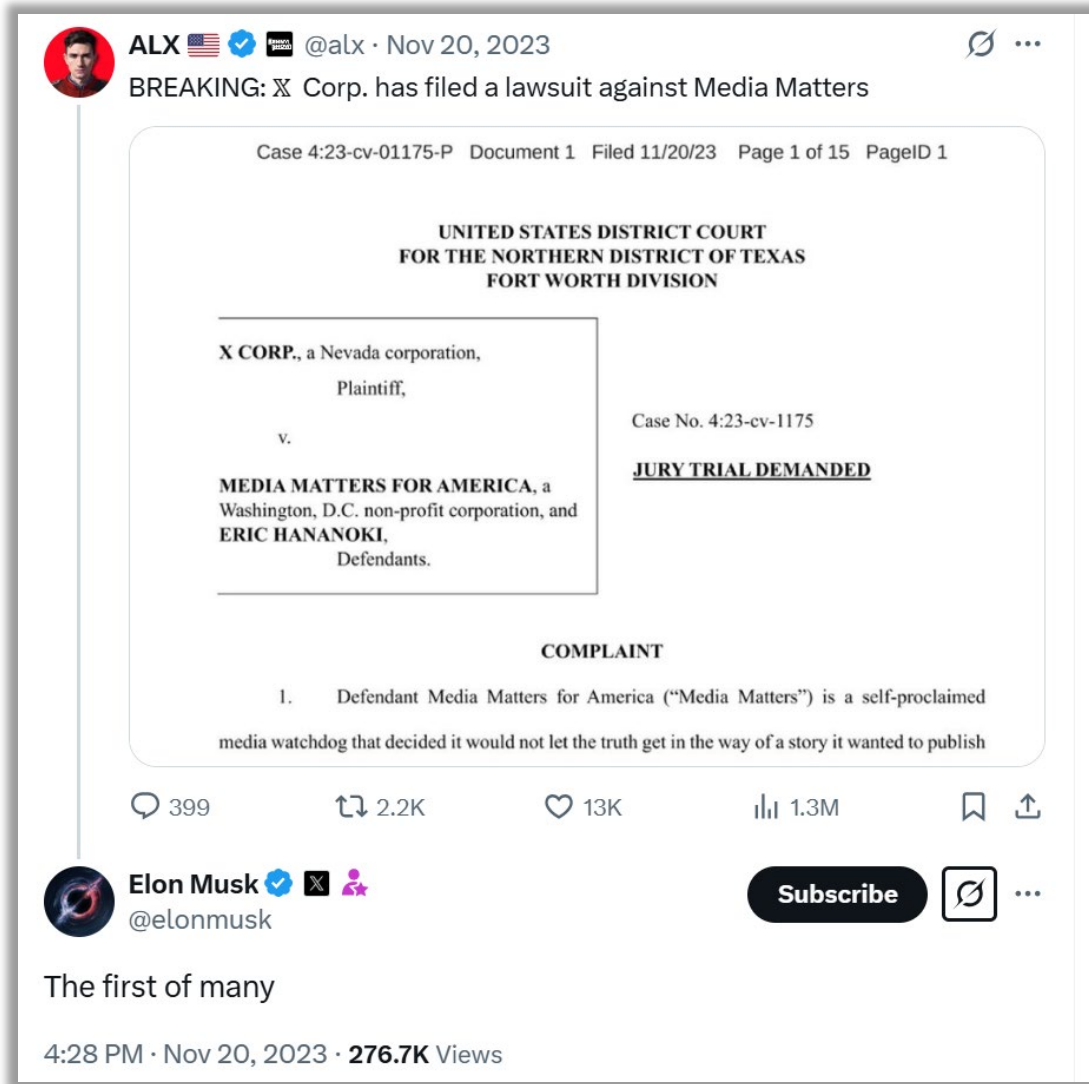 ALX 🇺🇸 @alx · Nov 20, 2023
BREAKING: 𝕏 Corp. has filed a lawsuit against Media Matters
Case 4:23-cv-01175-P Document 1 Filed 11/20/23 Page 1 of 15 PageID 1
UNITED STATES DISTRICT COURT
FOR THE NORTHERN DISTRICT OF TEXAS
FORT WORTH DIVISION
X CORP., a Nevada corporation,
Plaintiff,
v.
MEDIA MATTERS FOR AMERICA, a
Washington, D.C. non-profit corporation, and
ERIC HANANOKI,
Defendants.
Case No. 4:23-cv-1175
JURY TRIAL DEMANDED
COMPLAINT
1. Defendant Media Matters for America (“Media Matters”) is a self-proclaimed
media watchdog that decided it would not let the truth get in the way of a story it wanted to publish
399 2.2K 13K 1.3M
Elon Musk
@elonmusk
Subscribe
The first of many
4:28 PM · Nov 20, 2023 · 276.7K Views